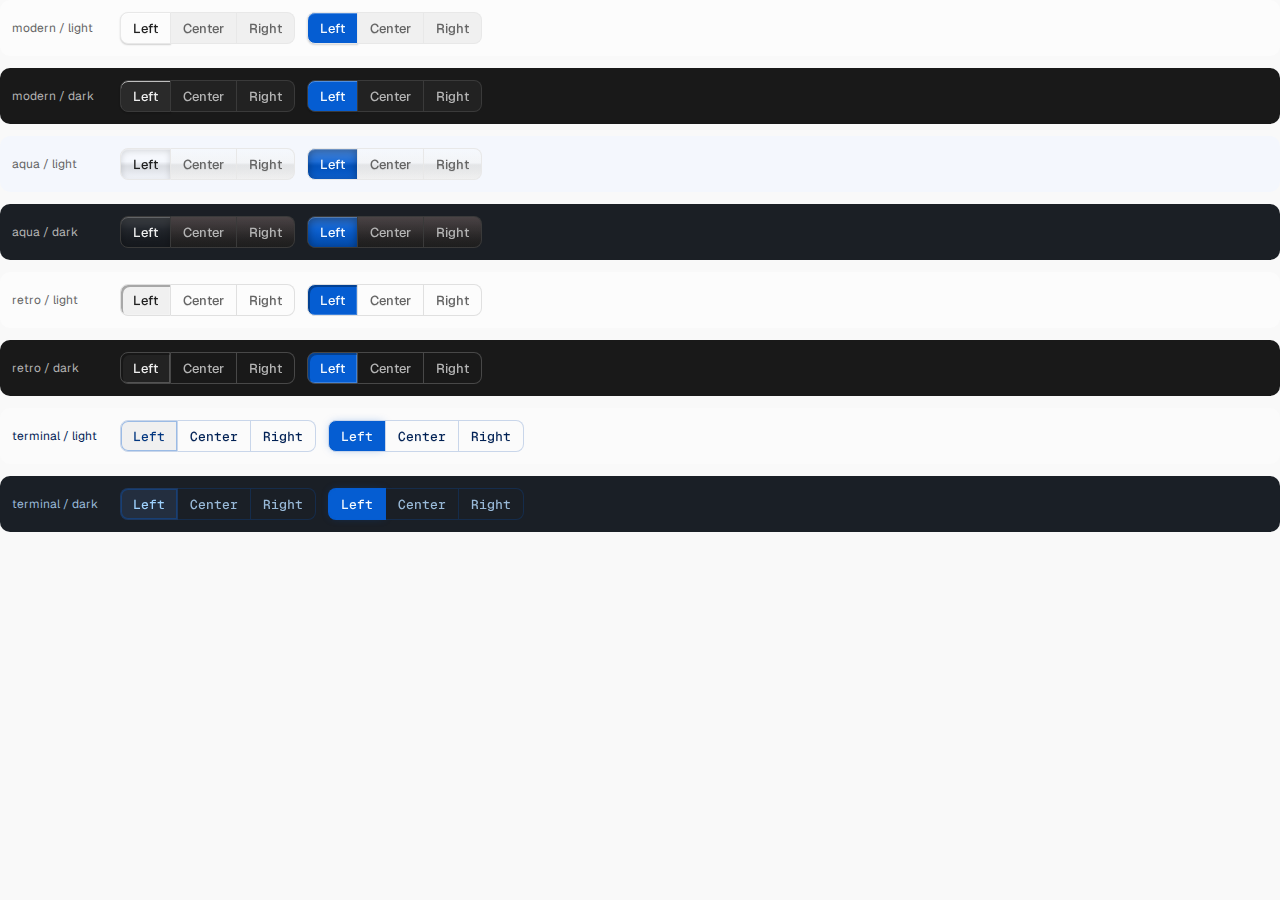 modern / light Left Center Right Left Center Right
modern / dark Left Center Right Left Center Right
aqua / light Left Center Right Left Center Right
aqua / dark Left Center Right Left Center Right
retro / light Left Center Right Left Center Right
retro / dark Left Center Right Left Center Right
terminal / light Left Center Right Left Center Right
terminal / dark Left Center Right Left Center Right